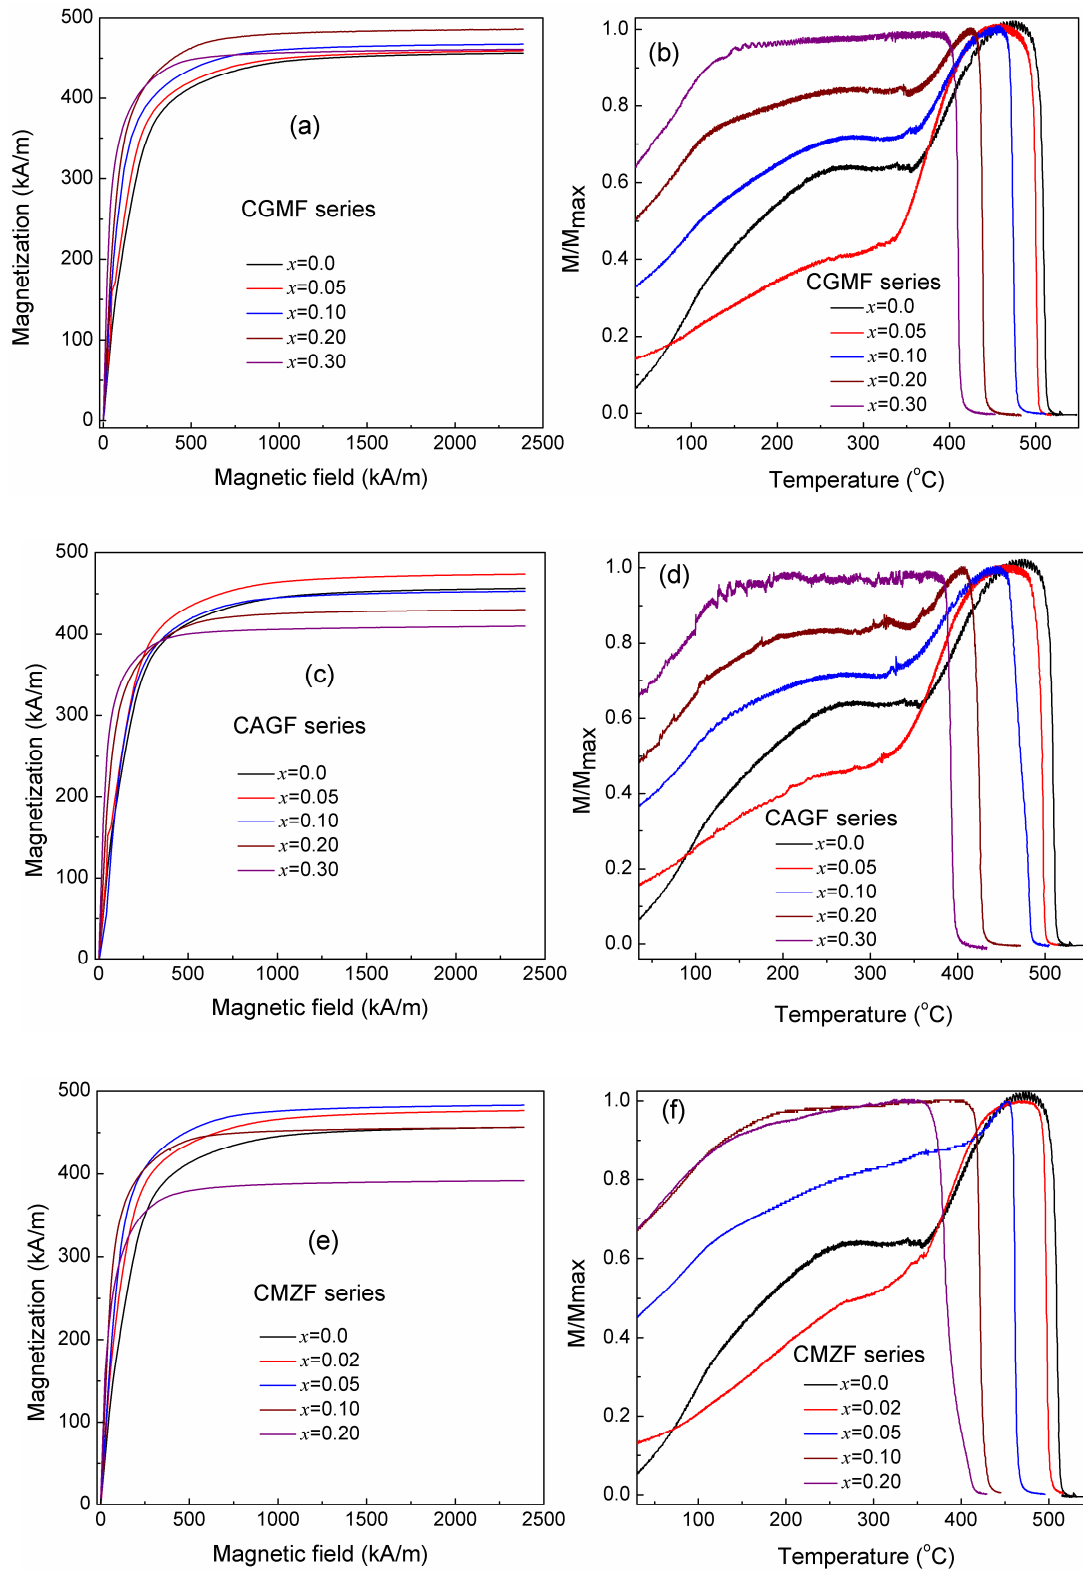 500
400
300
200
100
0
Magnetization (kA/m)
(a)
CGMF series
x=0.0
x=0.05
x=0.10
x=0.20
x=0.30
0 500 1000 1500 2000 2500
Magnetic field (kA/m)
1.0
0.8
0.6
0.4
0.2
0.0
M/Mmax
(b)
CGMF series
x=0.0
x=0.05
x=0.10
x=0.20
x=0.30
100 200 300 400 500
Temperature (°C)
500
400
300
200
100
0
Magnetization (kA/m)
(c)
CAGF series
x=0.0
x=0.05
x=0.10
x=0.20
x=0.30
0 500 1000 1500 2000 2500
Magnetic field (kA/m)
1.0
0.8
0.6
0.4
0.2
0.0
M/Mmax
(d)
CAGF series
x=0.0
x=0.05
x=0.10
x=0.20
x=0.30
100 200 300 400 500
Temperature (°C)
500
400
300
200
100
0
Magnetization (kA/m)
(e)
CMZF series
x=0.0
x=0.02
x=0.05
x=0.10
x=0.20
0 500 1000 1500 2000 2500
Magnetic field (kA/m)
1.0
0.8
0.6
0.4
0.2
0.0
M/Mmax
(f)
CMZF series
x=0.0
x=0.02
x=0.05
x=0.10
x=0.20
100 200 300 400 500
Temperature (°C)